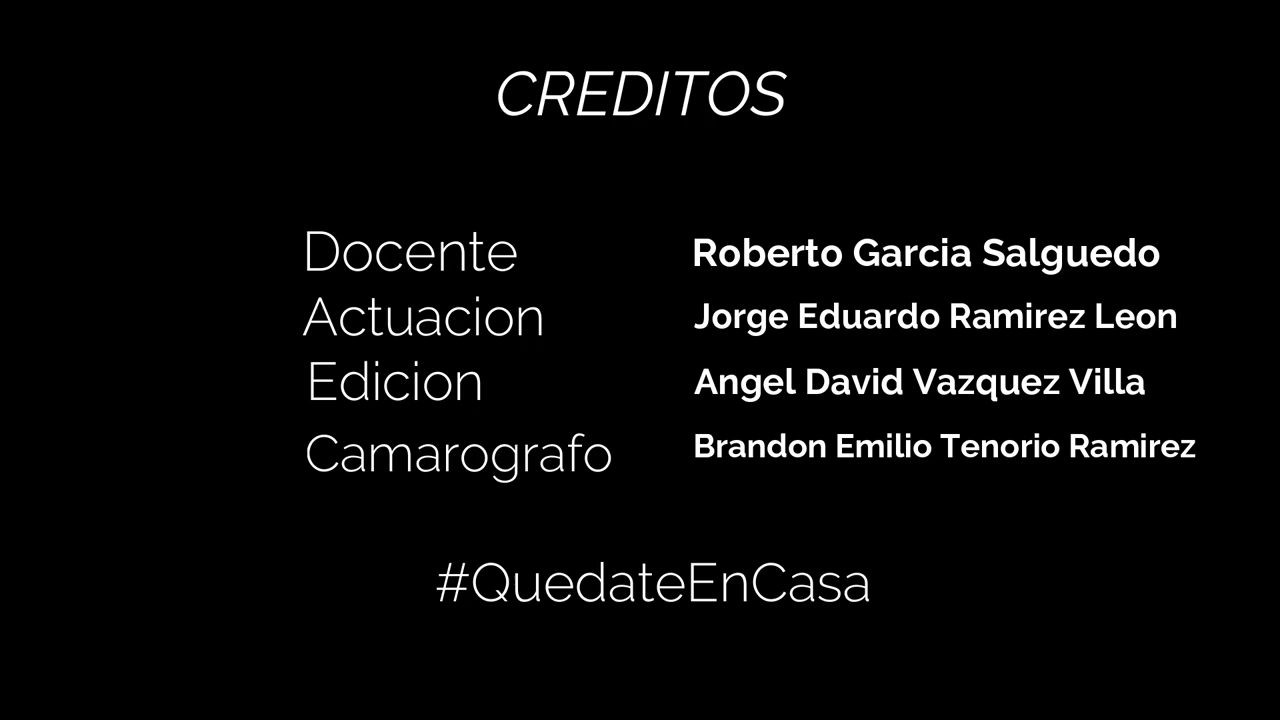 CREDITOS
Docente Roberto Garcia Salguedo
Actuacion Jorge Eduardo Ramirez Leon
Edicion Angel David Vazquez Villa
Camarografo Brandon Emilio Tenorio Ramirez
#QuedateEnCasa